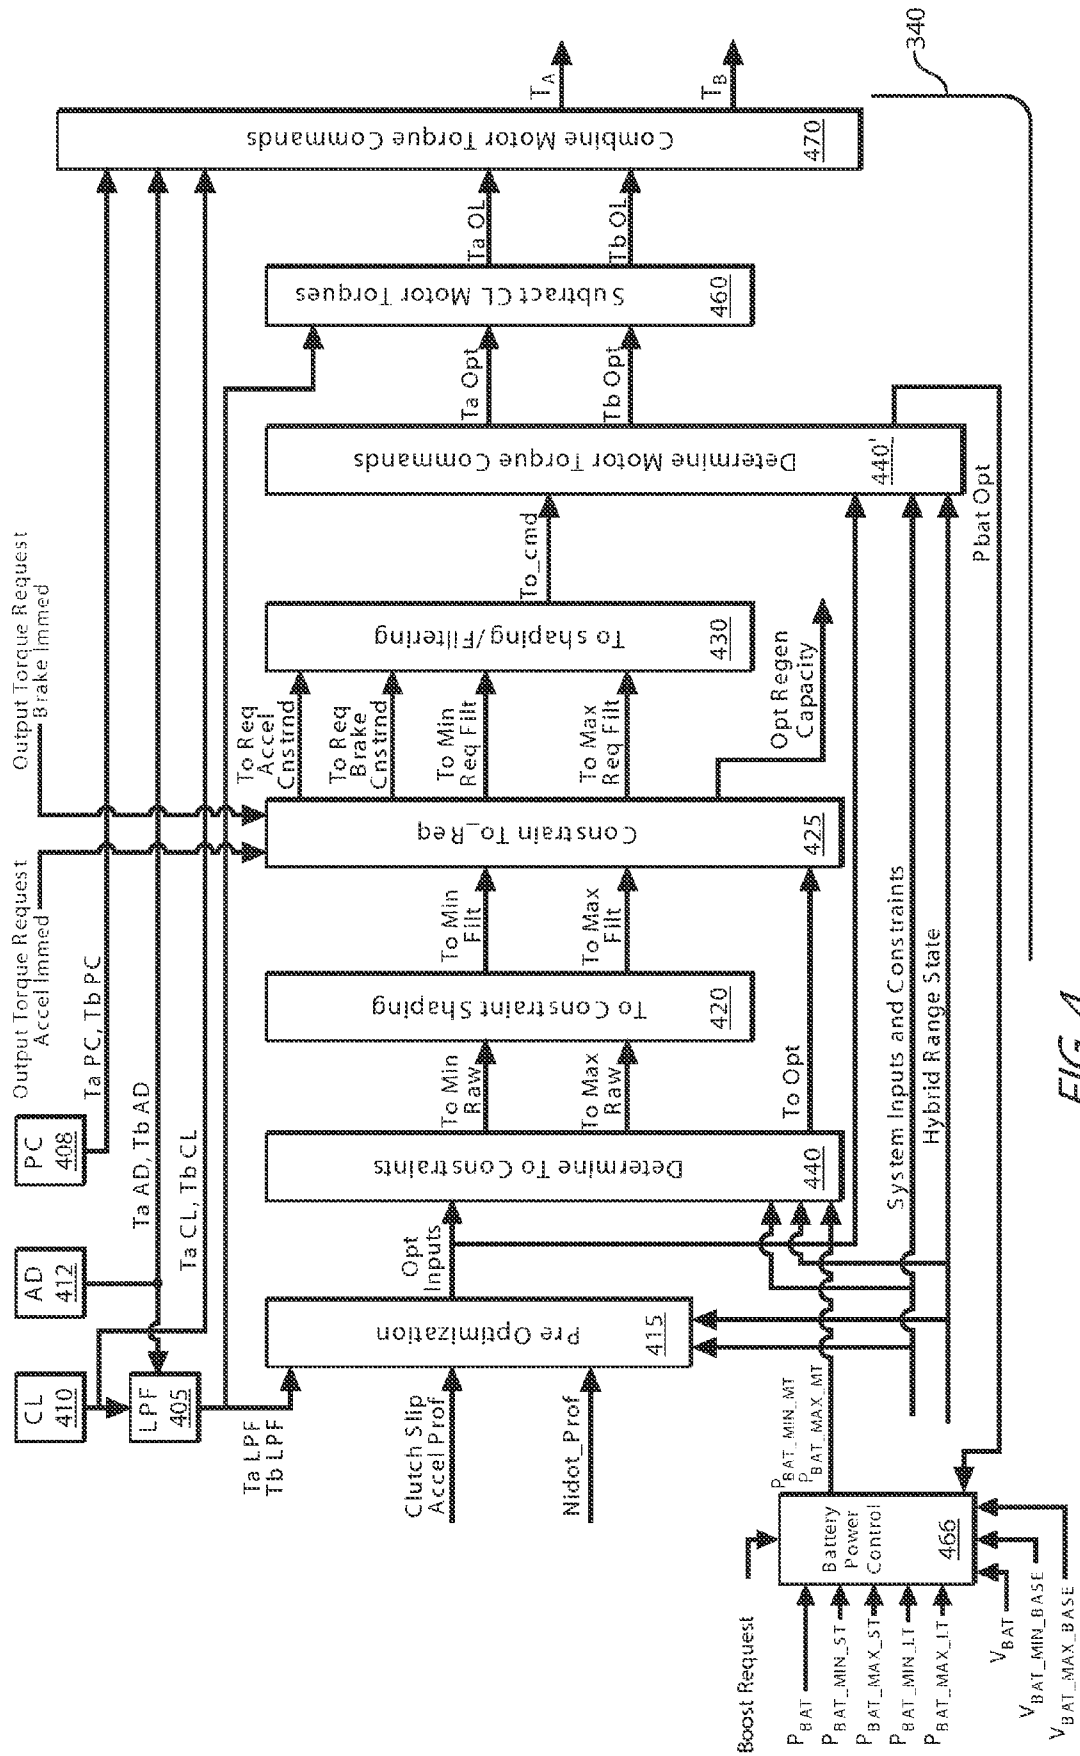 CL
410
AD
412
PC
408
LPF
405
Output Torque Request
Accel Immed
Output Torque Request
Brake Immed
Ta PC, Tb PC
Ta AD, Tb AD
Ta CL, Tb CL
Ta LPF
Tb LPF
Clutch Slip
Accel Prof
Nidot_Prof
Pre Optimization
415
Opt
Inputs
Determine To Constraints
440
To Min
Raw
To Max
Raw
To Opt
To Constraint Shaping
420
To Min
Filt
To Max
Filt
Constrain To_Req
425
To Req
Accel
Cnstrnd
To Req
Brake
Cnstrnd
To Min
Req Filt
To Max
Req Filt
Opt Regen
Capacity
To shaping/Filtering
430
To_cmd
Determine Motor Torque Commands
440'
Ta Opt
Tb Opt
Subtract CL Motor Torques
460
Ta OL
Tb OL
Combine Motor Torque Commands
470
TA
TB
System Inputs and Constraints
Hybrid Range State
Pbat Opt
340
Boost Request
PBAT
PBAT_MIN_ST
PBAT_MAX_ST
PBAT_MIN_LT
PBAT_MAX_LT
Battery
Power
Control
466
PBAT_MIN_MT
PBAT_MAX_MT
VBAT
VBAT_MIN_BASE
VBAT_MAX_BASE
FIG. 4